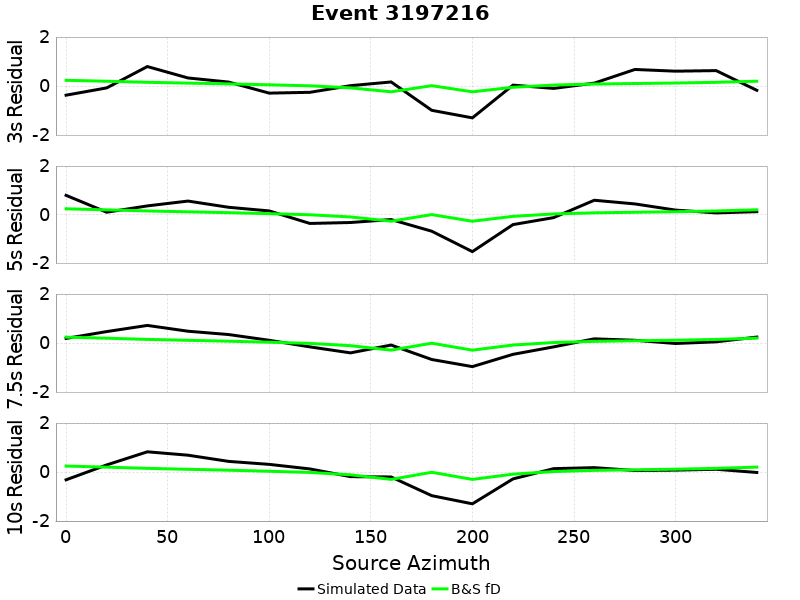 Event 3197216
2
0
-2
3s Residual
2
0
-2
5s Residual
2
0
-2
7.5s Residual
2
0
-2
10s Residual
0 50 100 150 200 250 300
Source Azimuth
Simulated Data B&S fD